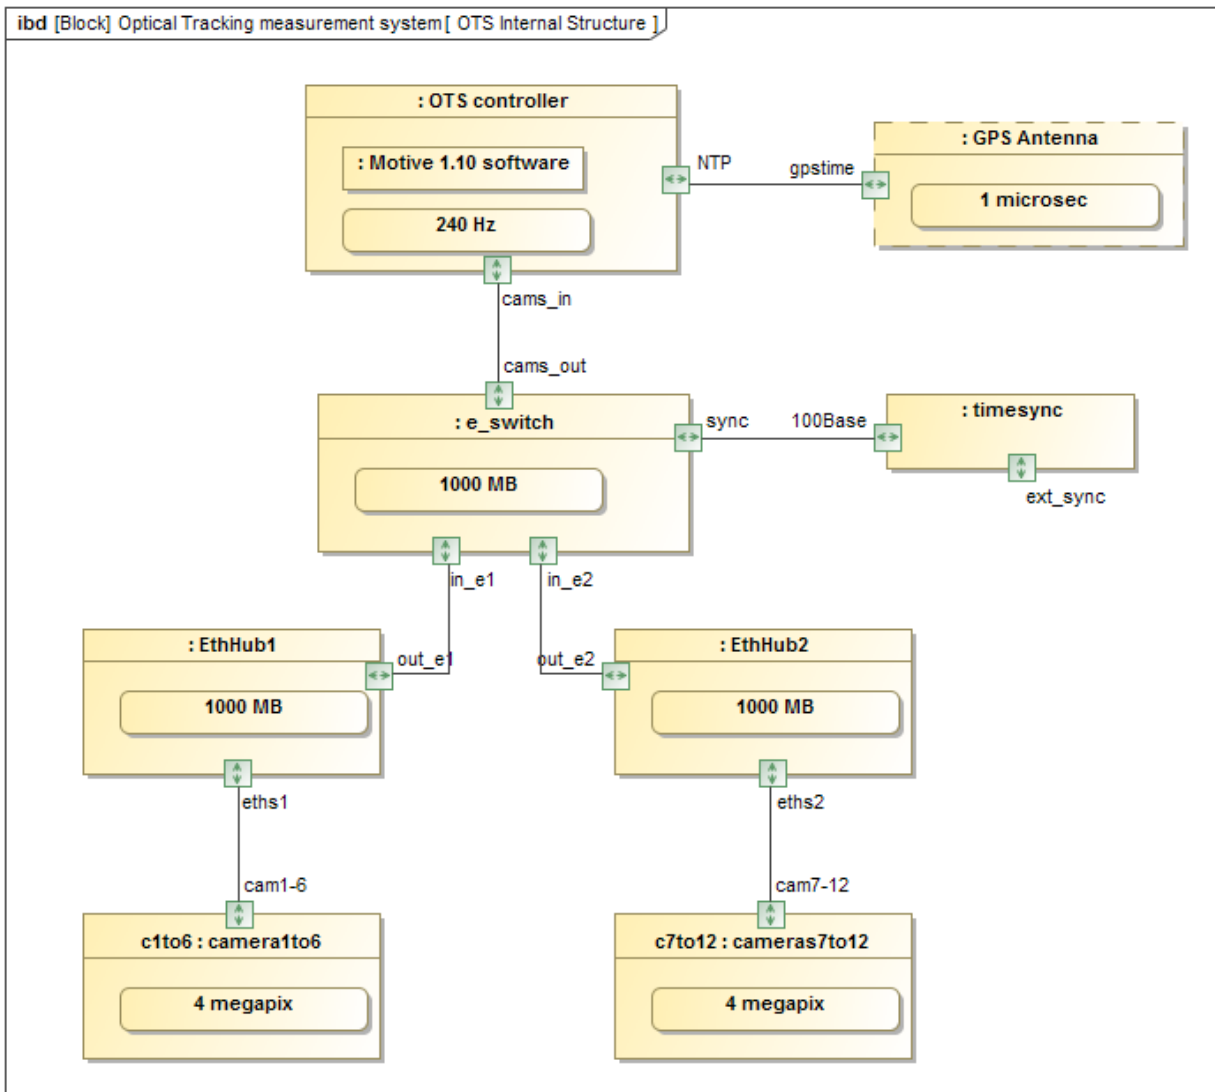 ibd [Block] Optical Tracking measurement system[ OTS Internal Structure ]
: OTS controller
: Motive 1.10 software
240 Hz
NTP
gpstime
: GPS Antenna
1 microsec
cams_in
cams_out
: e_switch
1000 MB
sync
100Base
: timesync
ext_sync
in_e1
in_e2
: EthHub1
1000 MB
out_e1
out_e2
: EthHub2
1000 MB
eths1
eths2
cam1-6
cam7-12
c1to6 : camera1to6
4 megapix
c7to12 : cameras7to12
4 megapix